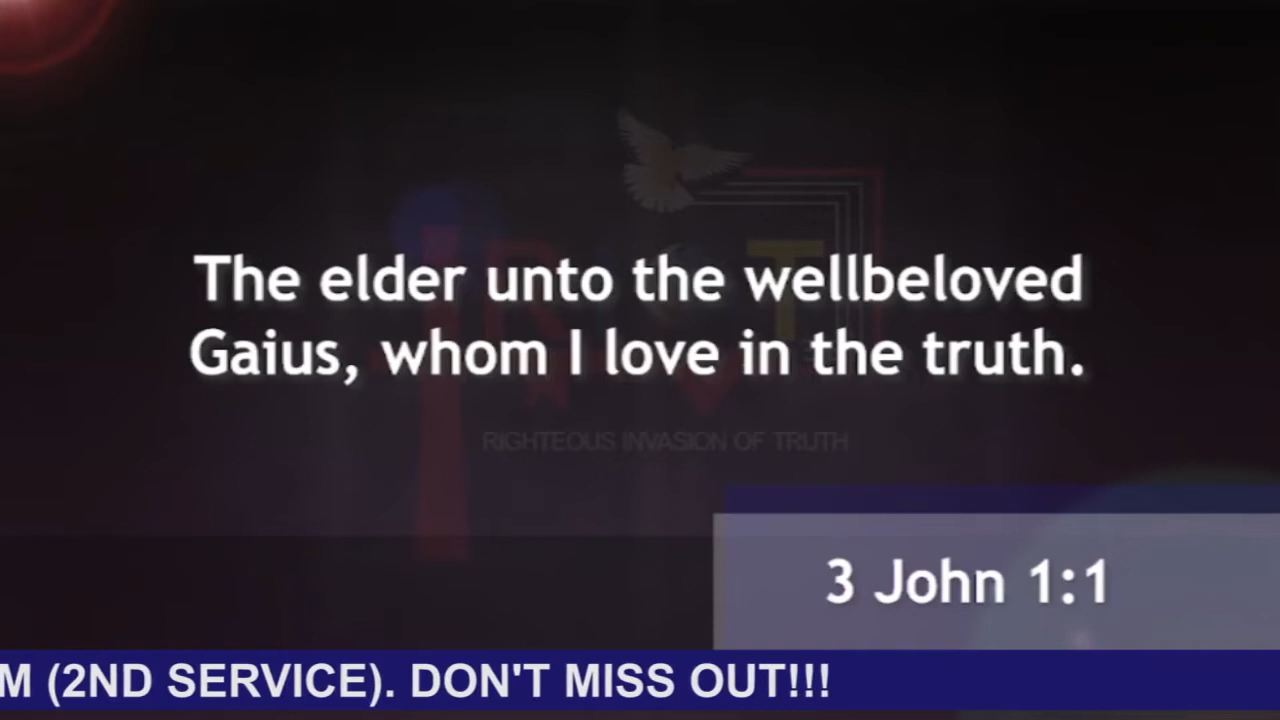 The elder unto the wellbeloved
Gaius, whom I love in the truth.
RIGHTEOUS INVASION OF TRUTH
3 John 1:1
M (2ND SERVICE). DON'T MISS OUT!!!